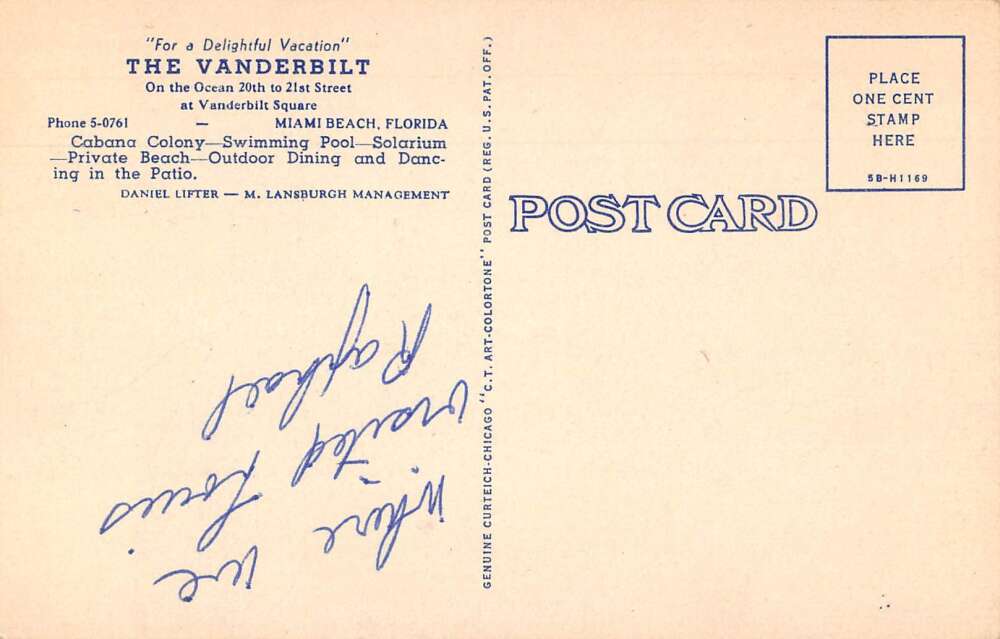 "For a Delightful Vacation"
THE VANDERBILT
On the Ocean 20th to 21st Street
at Vanderbilt Square
Phone 5-0761 — MIAMI BEACH, FLORIDA
Cabana Colony—Swimming Pool—Solarium
—Private Beach—Outdoor Dining and Danc-
ing in the Patio.
DANIEL LIFTER — M. LANSBURGH MANAGEMENT
where we
visited Louis
Raphael
GENUINE CURTEICH-CHICAGO "C.T. ART-COLORTONE" POST CARD (REG. U.S. PAT. OFF.)
POST CARD
PLACE
ONE CENT
STAMP
HERE
5B-H1169